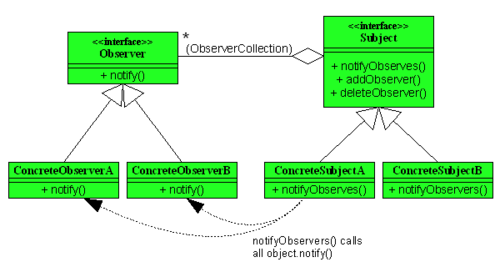 <<interface>>
Observer
+ notify()
*
(ObserverCollection)
<<interface>>
Subject
+ notifyObserves()
+ addObserver()
+ deleteObserver()
ConcreteObserverA
+ notify()
ConcreteObserverB
+ notify()
ConcreteSubjectA
+ notifyObserves()
ConcreteSubjectB
+ notifyObservers()
notifyObservers() calls
all object.notify()